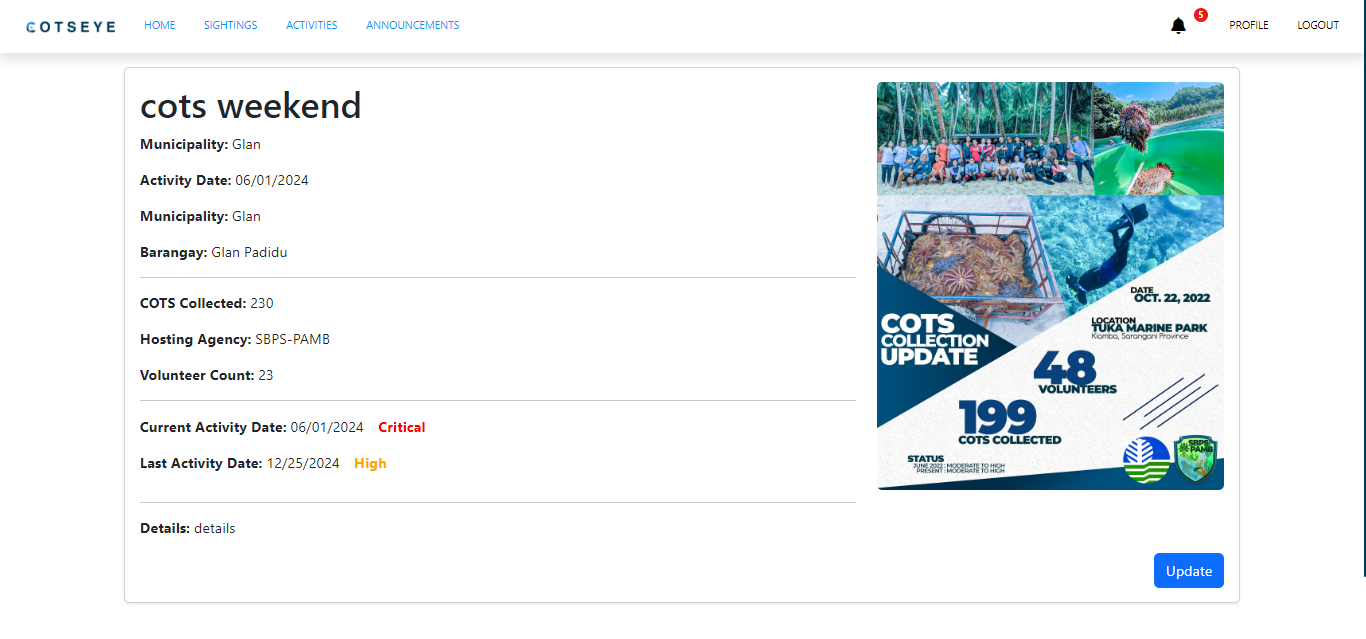 COTSEYE HOME SIGHTINGS ACTIVITIES ANNOUNCEMENTS 5 PROFILE LOGOUT
cots weekend
Municipality: Glan
Activity Date: 06/01/2024
Municipality: Glan
Barangay: Glan Padidu
COTS Collected: 230
Hosting Agency: SBPS-PAMB
Volunteer Count: 23
Current Activity Date: 06/01/2024 Critical
Last Activity Date: 12/25/2024 High
Details: details
DATE
OCT. 22, 2022
LOCATION
TUKA MARINE PARK
Kiamba, Sarangani Province
COTS
COLLECTION
UPDATE
48
VOLUNTEERS
199
COTS COLLECTED
STATUS
JUNE 2022 : MODERATE TO HIGH
PRESENT : MODERATE TO HIGH
SBPS
PAMB
Update